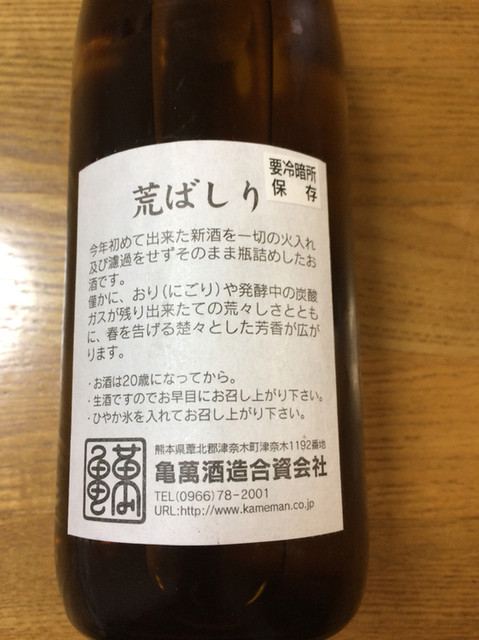 要冷暗所
保存
荒ばしり
今年初めて出来た新酒を一切の火入れ
及び濾過をせずそのまま瓶詰めしたお
酒です。
僅かに、おり(にごり)や発酵中の炭酸
ガスが残り出来たての荒々しさととも
に、春を告げる楚々とした芳香が広が
ります。
・お酒は20歳になってから。
・生酒ですのでお早目にお召し上がり下さい。
・ひやか氷を入れてお召し上がり下さい。
熊本県葦北郡津奈木町津奈木1192番地
亀萬酒造合資会社
TEL(0966)78-2001
URL:http://www.kameman.co.jp